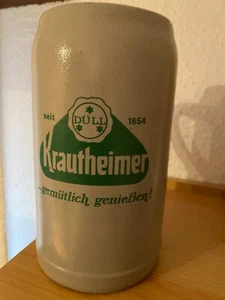 DÜLL
seit 1654
Krautheimer
...gemütlich genießen!